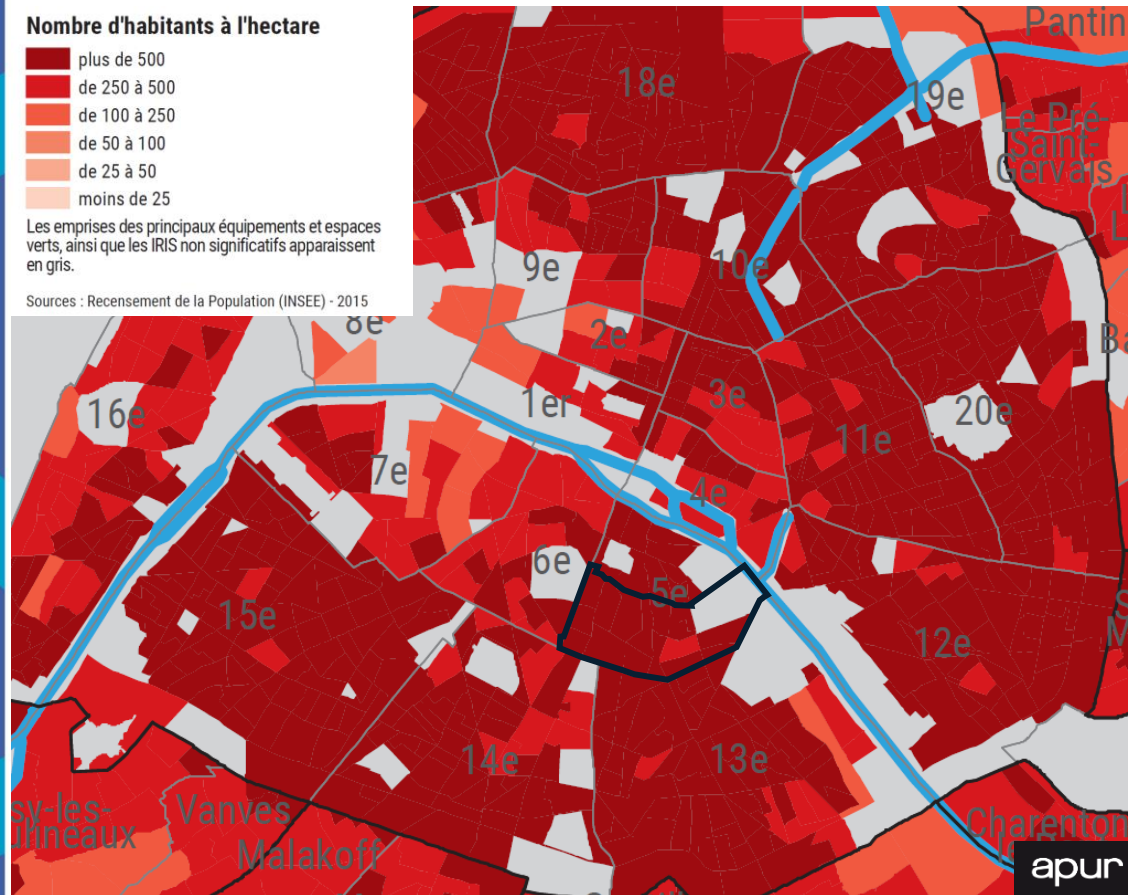 Nombre d'habitants à l'hectare
plus de 500
de 250 à 500
de 100 à 250
de 50 à 100
de 25 à 50
moins de 25
Les emprises des principaux équipements et espaces
verts, ainsi que les IRIS non significatifs apparaissent
en gris.
Sources : Recensement de la Population (INSEE) - 2015
Pantin
18e
19e
Le Pré-
Saint-
Gervais
L
9e
10e
8e
2e
Ba
16e
1er
3e
20e
11e
7e
4e
6e
5e
15e
12e
S
M
14e
13e
sy-les-
Vanves
Malakoff
Charenton
apur